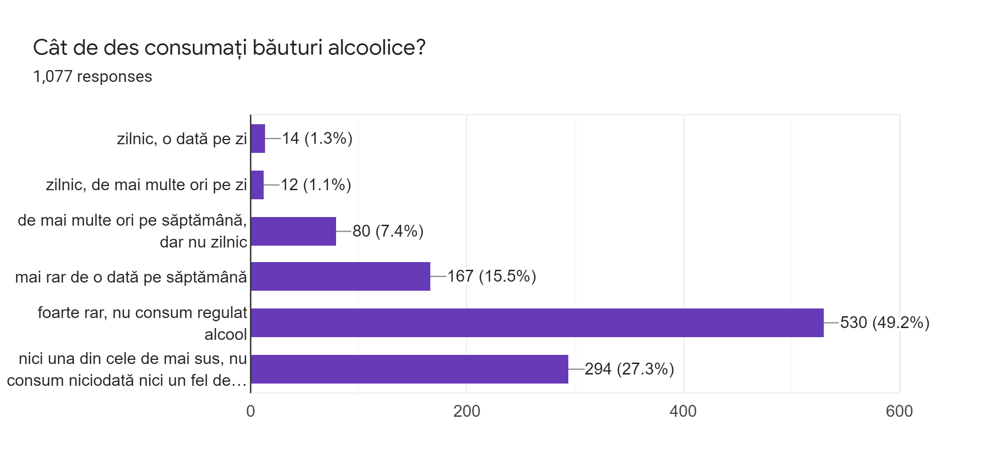 Cât de des consumați băuturi alcoolice?
1,077 responses
zilnic, o dată pe zi
14 (1.3%)
zilnic, de mai multe ori pe zi
12 (1.1%)
de mai multe ori pe săptămână,
dar nu zilnic
80 (7.4%)
mai rar de o dată pe săptămână
167 (15.5%)
foarte rar, nu consum regulat
alcool
530 (49.2%)
nici una din cele de mai sus, nu
consum niciodată nici un fel de…
294 (27.3%)
0
200
400
600